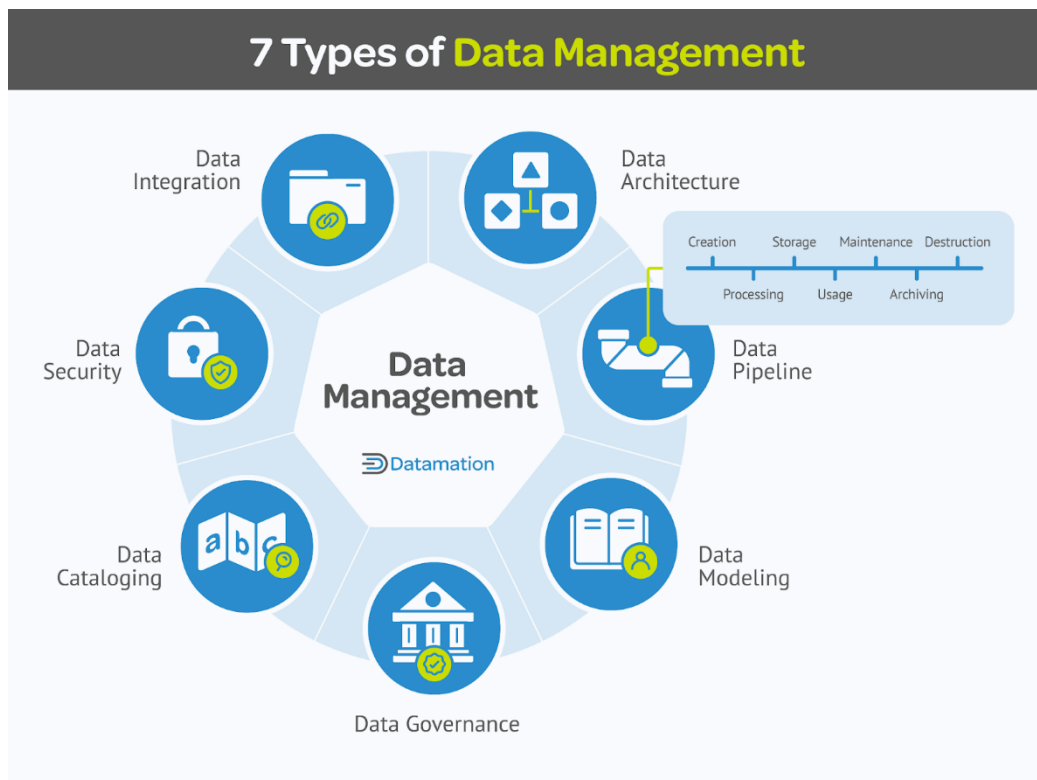 7 Types of Data Management
Data
Integration
Data
Architecture
Creation
Storage
Maintenance
Destruction
Processing
Usage
Archiving
Data
Security
Data
Management
Datamation
Data
Pipeline
abc
Data
Cataloging
Data
Modeling
Data Governance